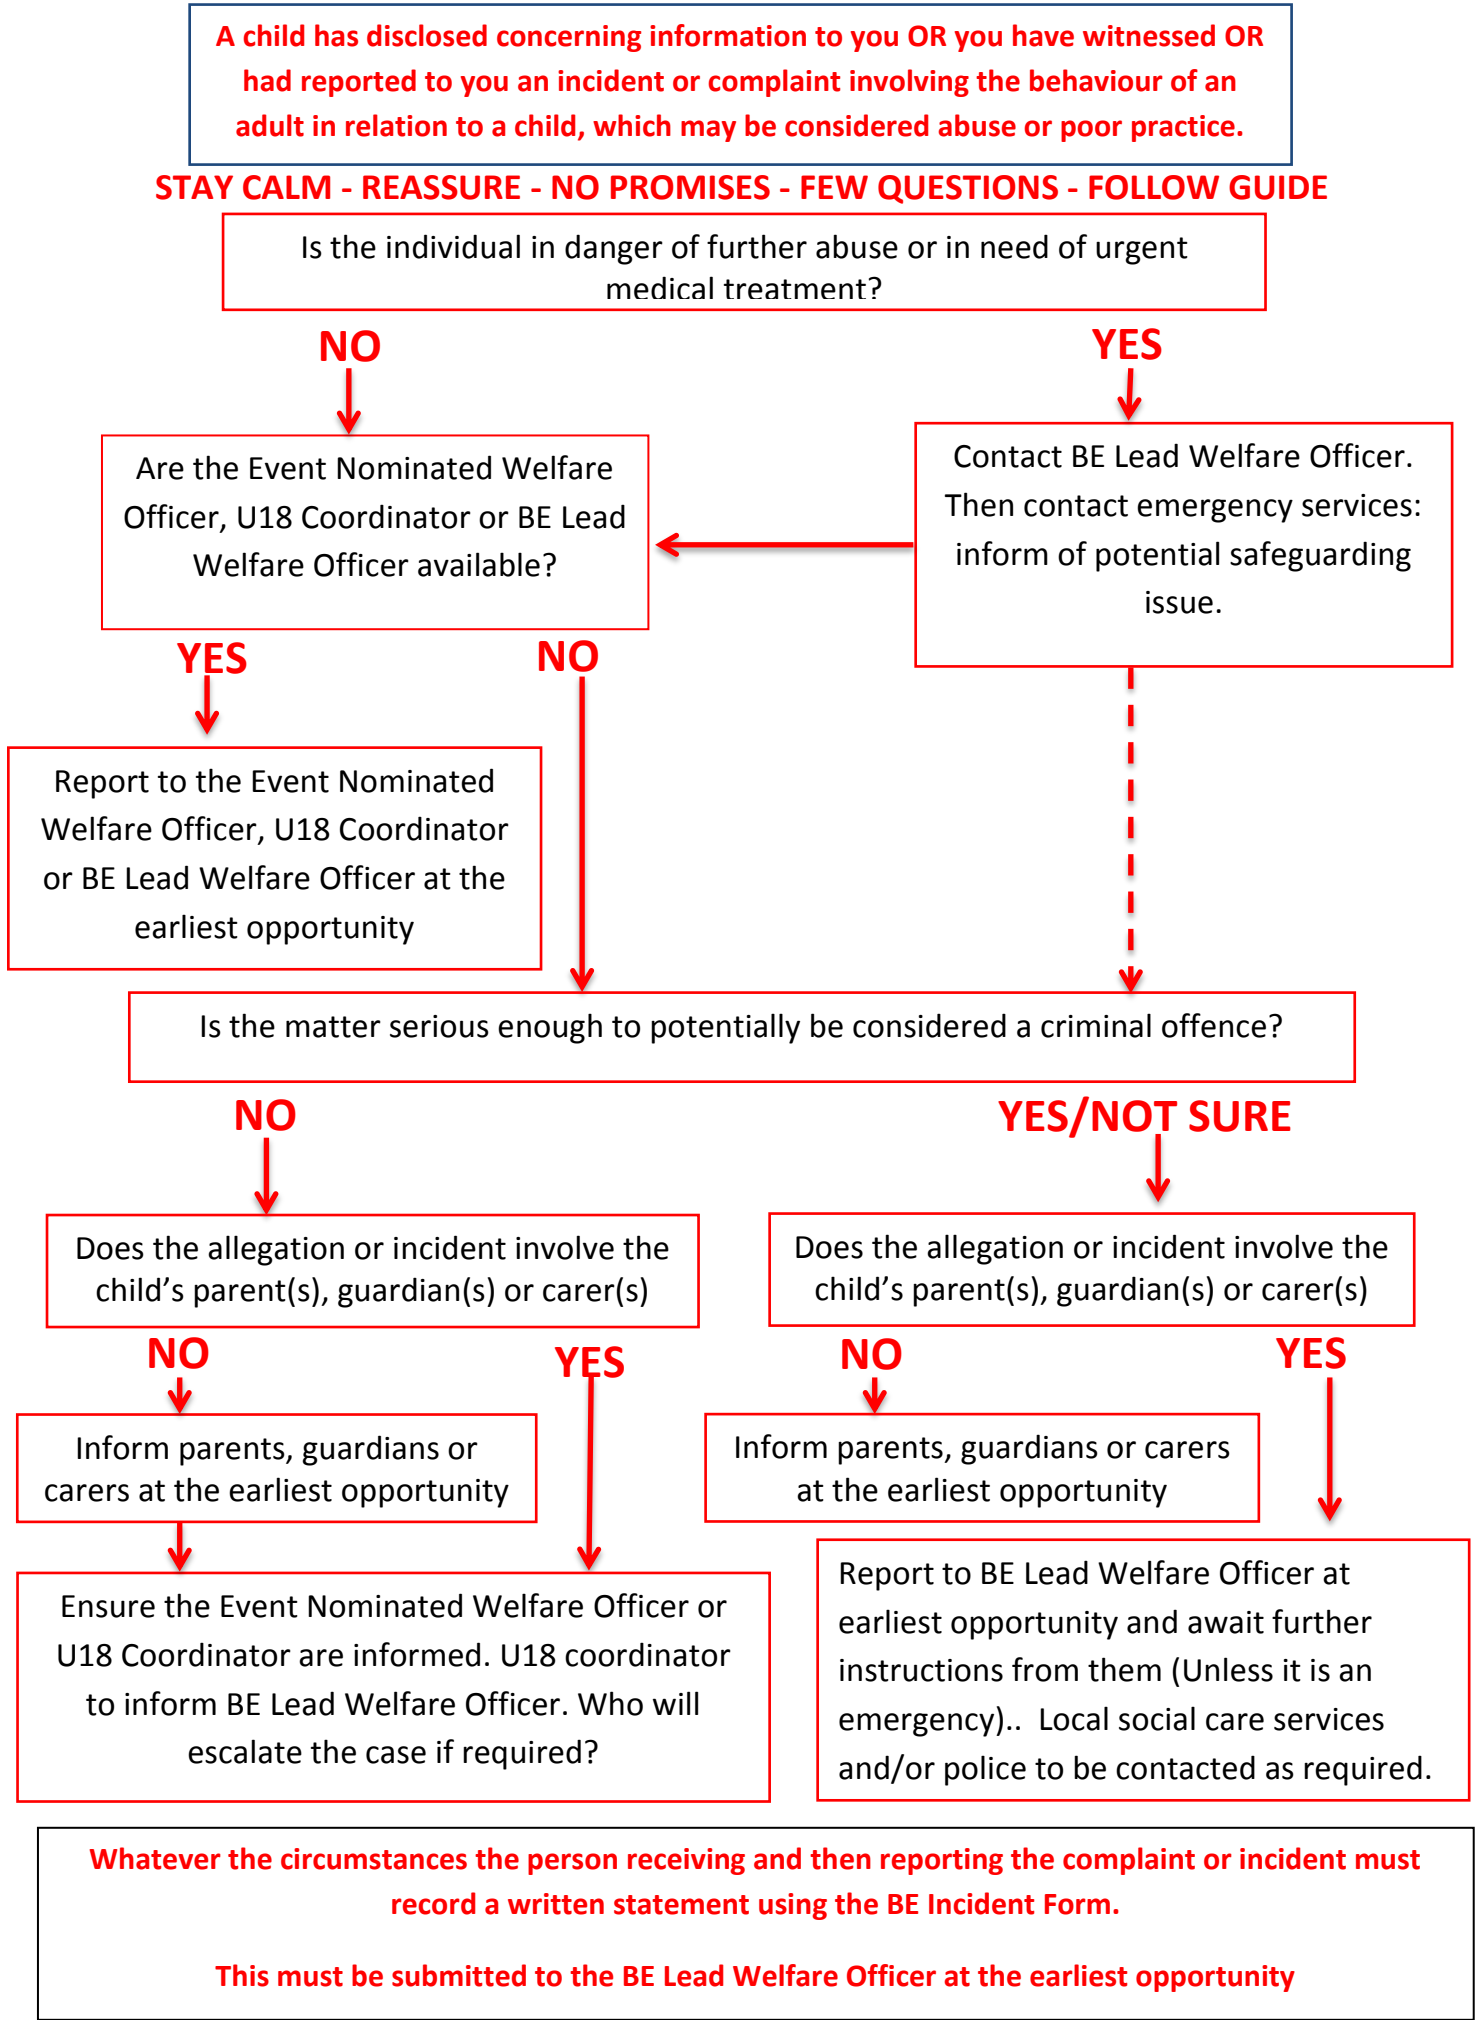 A child has disclosed concerning information to you OR you have witnessed OR
had reported to you an incident or complaint involving the behaviour of an
adult in relation to a child, which may be considered abuse or poor practice.
STAY CALM - REASSURE - NO PROMISES - FEW QUESTIONS - FOLLOW GUIDE
Is the individual in danger of further abuse or in need of urgent
medical treatment?
NO
YES
Are the Event Nominated Welfare
Officer, U18 Coordinator or BE Lead
Welfare Officer available?
Contact BE Lead Welfare Officer.
Then contact emergency services:
inform of potential safeguarding
issue.
YES
NO
Report to the Event Nominated
Welfare Officer, U18 Coordinator
or BE Lead Welfare Officer at the
earliest opportunity
Is the matter serious enough to potentially be considered a criminal offence?
NO
YES/NOT SURE
Does the allegation or incident involve the
child’s parent(s), guardian(s) or carer(s)
Does the allegation or incident involve the
child’s parent(s), guardian(s) or carer(s)
NO
YES
NO
YES
Inform parents, guardians or
carers at the earliest opportunity
Inform parents, guardians or carers
at the earliest opportunity
Ensure the Event Nominated Welfare Officer or
U18 Coordinator are informed. U18 coordinator
to inform BE Lead Welfare Officer. Who will
escalate the case if required?
Report to BE Lead Welfare Officer at
earliest opportunity and await further
instructions from them (Unless it is an
emergency).. Local social care services
and/or police to be contacted as required.
Whatever the circumstances the person receiving and then reporting the complaint or incident must
record a written statement using the BE Incident Form.
This must be submitted to the BE Lead Welfare Officer at the earliest opportunity